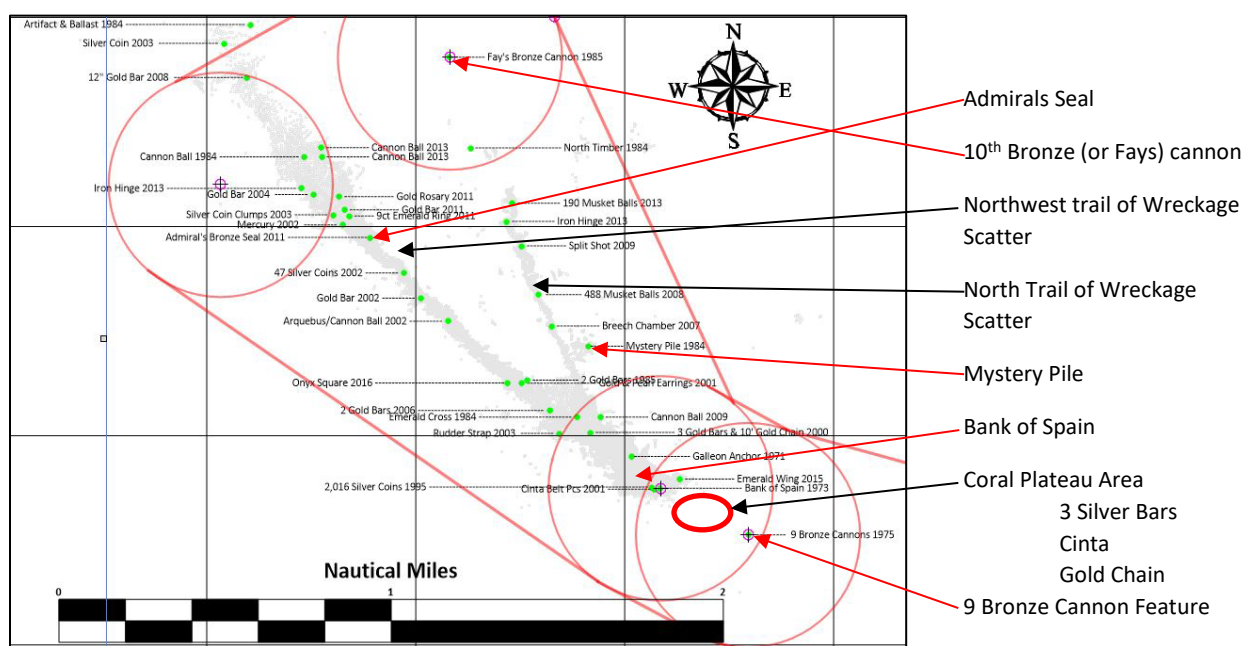 Artifact & Ballast 1984
Silver Coin 2003
12" Gold Bar 2008
Fay's Bronze Cannon 1985
N
W E
S
Cannon Ball 2013
Cannon Ball 1984
Cannon Ball 2013
North Timber 1984
Iron Hinge 2013
Gold Bar 2004
Gold Rosary 2011
190 Musket Balls 2013
Gold Bar 2011
Silver Coin Clumps 2003
9ct Emerald Ring 2011
Iron Hinge 2013
Mercury 2002
Admiral's Bronze Seal 2011
Split Shot 2009
47 Silver Coins 2002
Gold Bar 2002
488 Musket Balls 2008
Arquebus/Cannon Ball 2002
Breech Chamber 2007
Mystery Pile 1984
Onyx Square 2016
2 Gold Bars 1985
Gold & Pearl Earrings 2001
2 Gold Bars 2006
Emerald Cross 1984
Cannon Ball 2009
Rudder Strap 2003
3 Gold Bars & 10' Gold Chain 2000
Galleon Anchor 1971
Emerald Wing 2015
2,016 Silver Coins 1995
Cinta Belt Pcs 2001
Bank of Spain 1973
9 Bronze Cannons 1975
Nautical Miles
0 1 2
Admirals Seal
10th Bronze (or Fays) cannon
Northwest trail of Wreckage
Scatter
North Trail of Wreckage
Scatter
Mystery Pile
Bank of Spain
Coral Plateau Area
3 Silver Bars
Cinta
Gold Chain
9 Bronze Cannon Feature